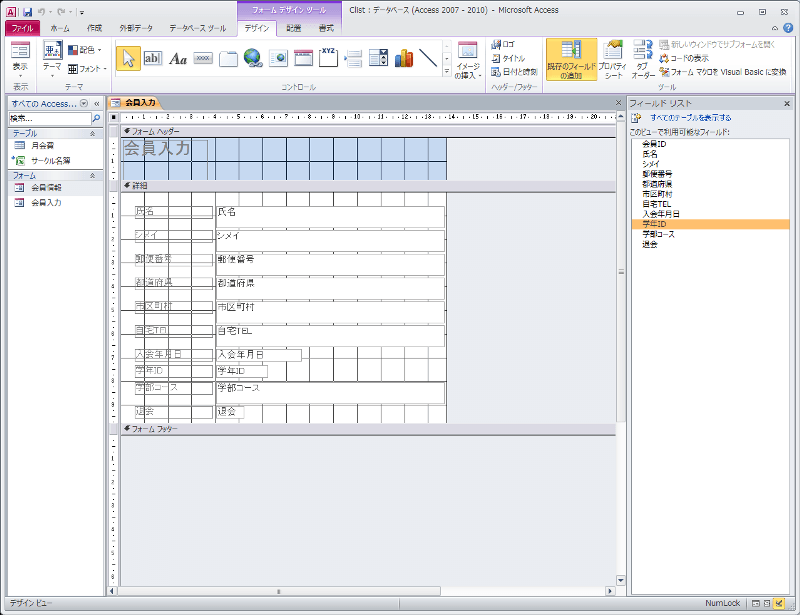 フォーム デザイン ツール
Clist : データベース (Access 2007 - 2010) - Microsoft Access
ファイル ホーム 作成 外部データ データベース ツール デザイン 配置 書式
表示
表示
テーマ
配色
フォント
テーマ
ab|
Aa
xxxx
XYZ
コントロール
イメージの挿入
ロゴ
タイトル
日付と時刻
ヘッダー/フッター
既存のフィールドの追加
プロパティ シート
タブ オーダー
新しいウィンドウでサブフォームを開く
コードの表示
フォーム マクロを Visual Basic に変換
ツール
すべての Access...
検索...
テーブル
月会費
サークル名簿
フォーム
会員情報
会員入力
会員入力
フォーム ヘッダー
会員入力
詳細
氏名 氏名
シメイ シメイ
郵便番号 郵便番号
都道府県 都道府県
市区町村 市区町村
自宅TEL 自宅TEL
入会年月日 入会年月日
学年ID 学年ID
学部コース 学部コース
退会 退会
フォーム フッター
フィールド リスト
すべてのテーブルを表示する
このビューで利用可能なフィールド:
会員ID
氏名
シメイ
郵便番号
都道府県
市区町村
自宅TEL
入会年月日
学年ID
学部コース
退会
デザイン ビュー
NumLock